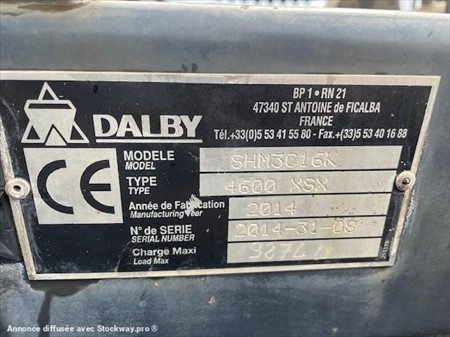 BP 1 • RN 21
47340 ST ANTOINE de FICALBA
FRANCE
Tél.+33(0)5 53 41 55 80 - Fax.+(33)5 53 40 16 88
DALBY
CE
MODELE SHM3C16K
MODEL
TYPE 4600 XSX
TYPE
Année de Fabrication 2014
Manufacturing Year
N° de SERIE 2014-31-08
SERIAL NUMBER
Charge Maxi
Load Max
Annonce diffusée avec Stockway.pro ®